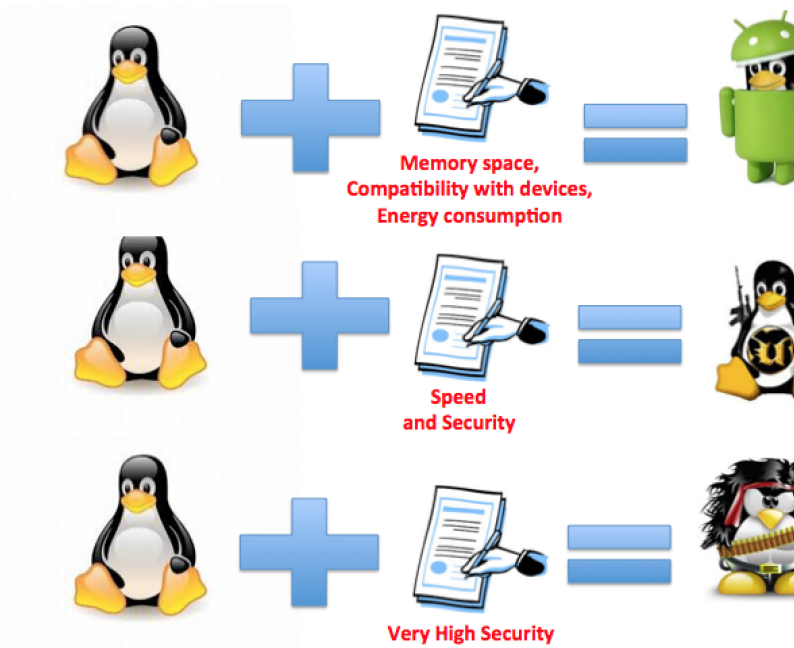 Memory space,
Compatibility with devices,
Energy consumption
Speed
and Security
Very High Security